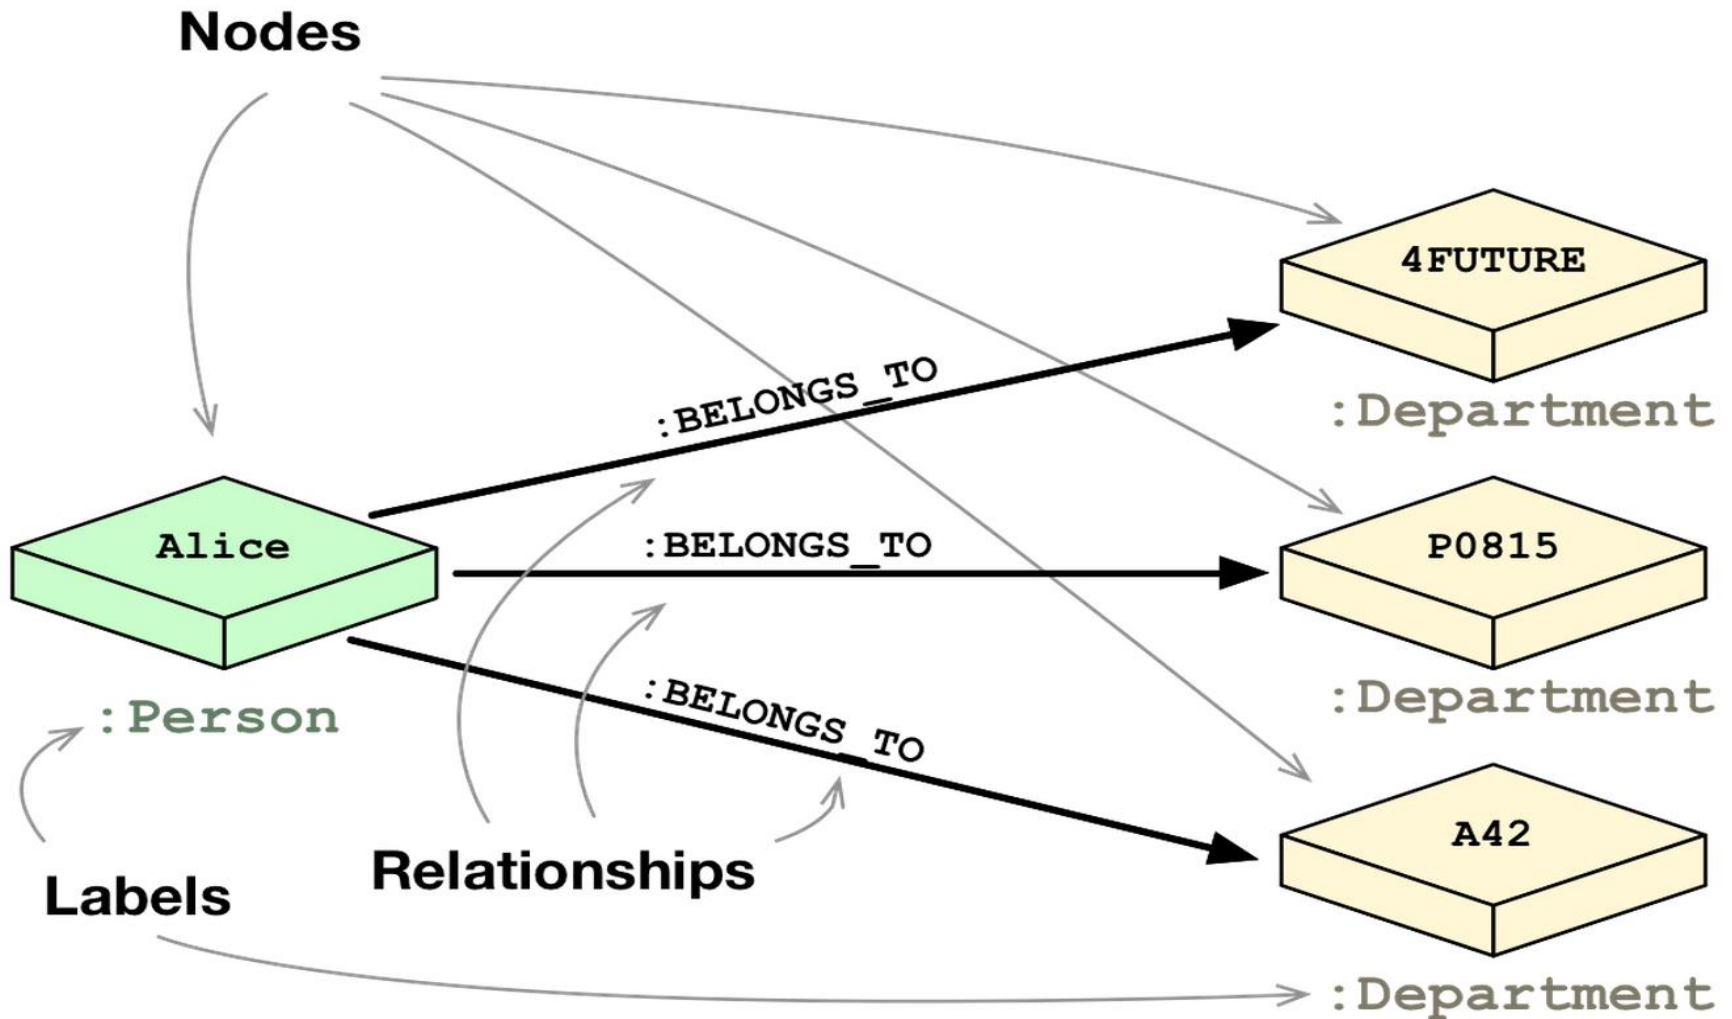 Nodes
4FUTURE
:BELONGS_TO
:Department
Alice
:BELONGS_TO
P0815
:Person
:BELONGS_TO
:Department
A42
Relationships
Labels
:Department